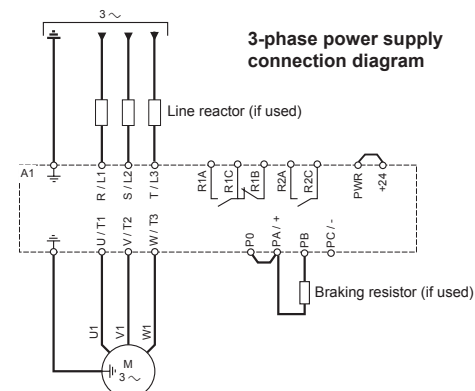 3 ~
3-phase power supply
connection diagram
Line reactor (if used)
A1
R / L1
S / L2
T / L3
R1A
R1C
R1B
R2A
R2C
PWR
+24
U / T1
V / T2
W / T3
P0
PA / +
PB
PC / -
Braking resistor (if used)
U1
V1
W1
M
3 ~